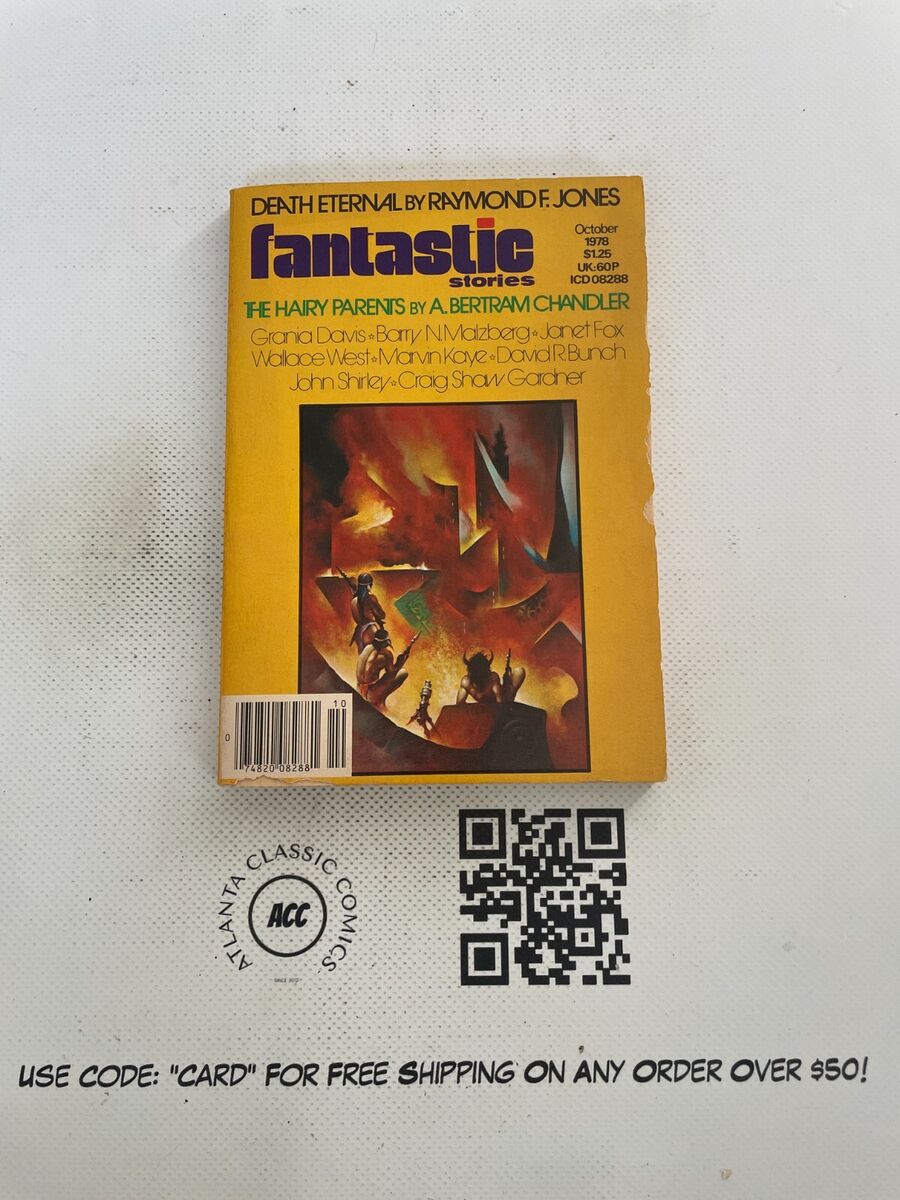 DEATH ETERNAL BY RAYMOND F. JONES
fantastic
stories
October
1978
$1.25
UK: 60P
ICD 08288
THE HAIRY PARENTS BY A. BERTRAM CHANDLER
Grania Davis☆Barry N. Malzberg☆Janet Fox
Wallace West☆Marvin Kaye☆David R. Bunch
John Shirley☆Craig Shaw Gardner
10
0
74820 08288
ATLANTA CLASSIC COMICS
ACC
SINCE 2012
USE CODE: "CARD" FOR FREE SHIPPING ON ANY ORDER OVER $50!